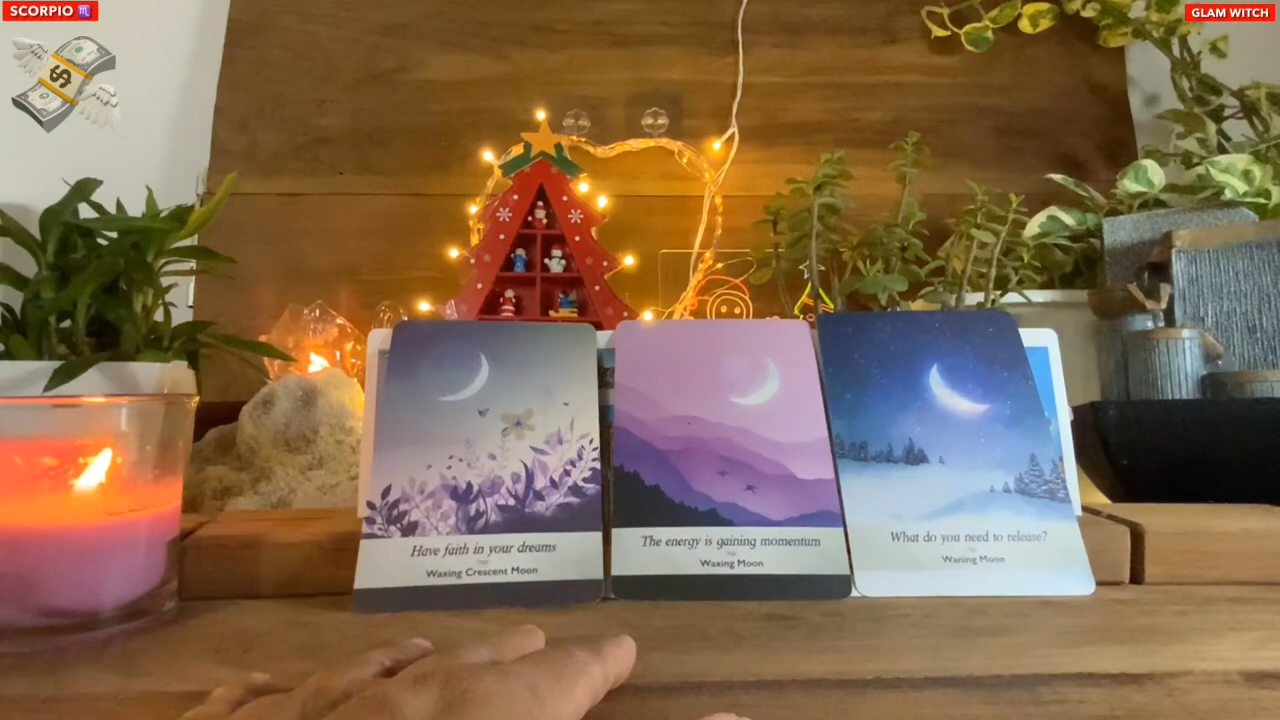 SCORPIO ♏
GLAM WITCH
$
Have faith in your dreams
Waxing Crescent Moon
The energy is gaining momentum
Waxing Moon
What do you need to release?
Waning Moon